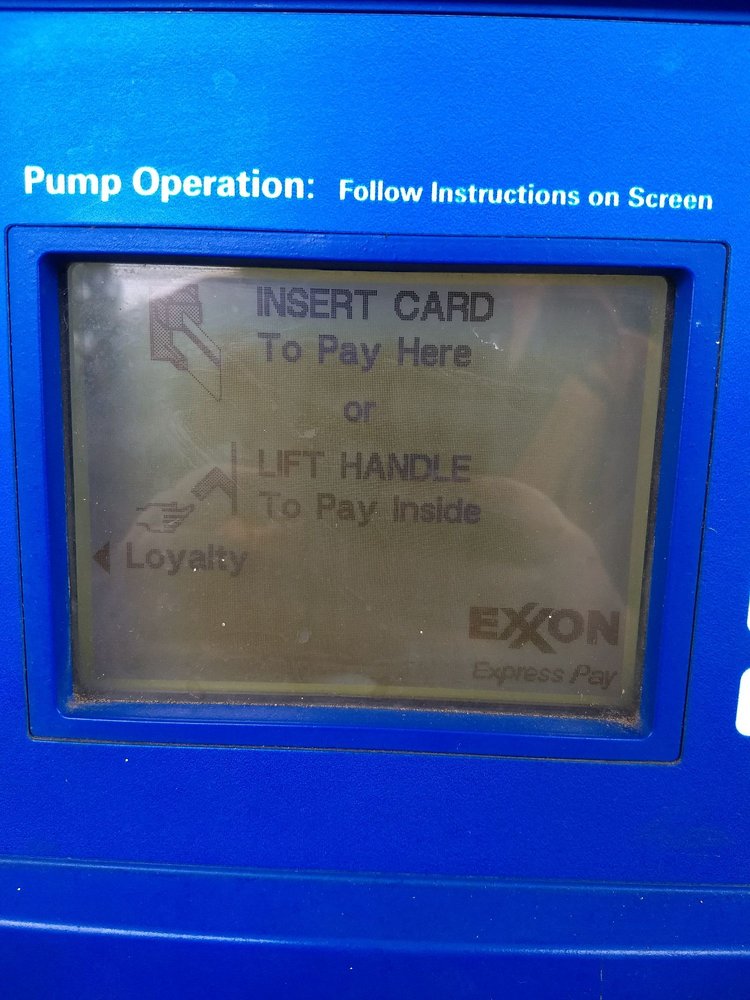 Pump Operation: Follow Instructions on Screen
INSERT CARD
To Pay Here
or
LIFT HANDLE
To Pay Inside
Loyalty
EXXON
Express Pay